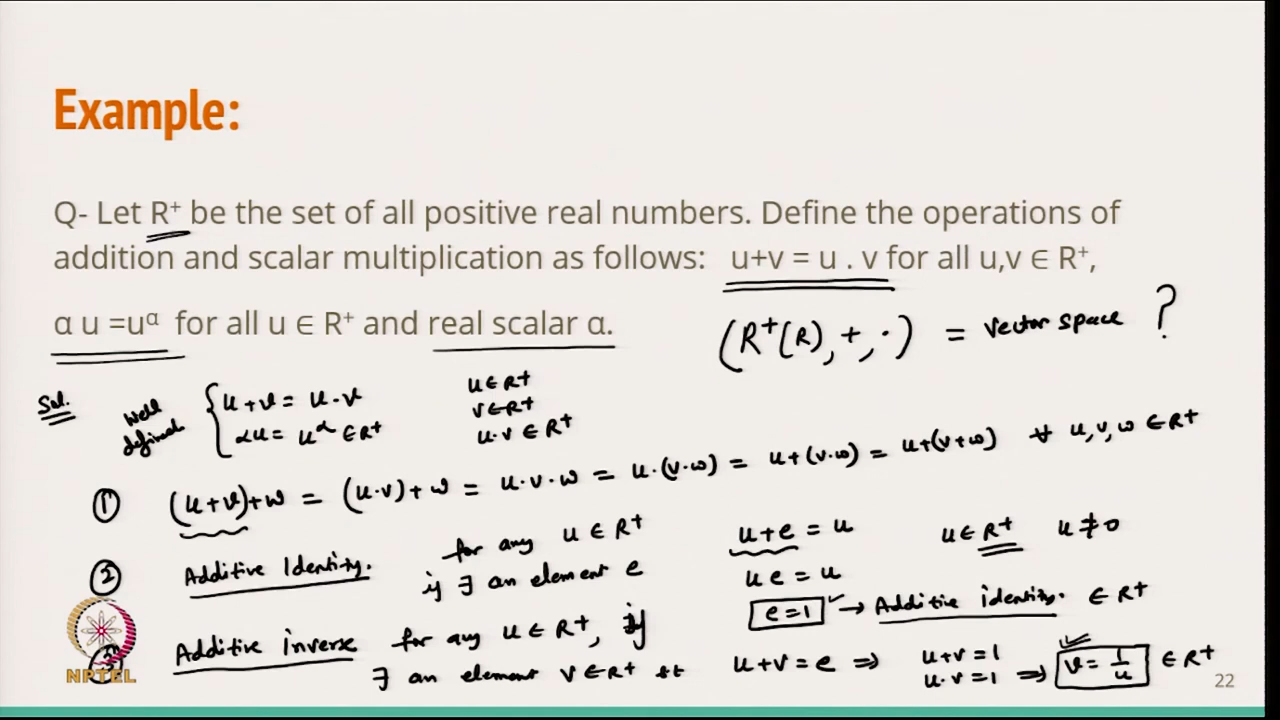 Example:
Q- Let R⁺ be the set of all positive real numbers. Define the operations of
addition and scalar multiplication as follows: u+v = u . v for all u,v ∈ R⁺,
α u =uᵅ for all u ∈ R⁺ and real scalar α.
(R⁺(R), +, ·) = vector space ?
Sol.
well defined { u+v = u·v
αu = uᵅ ∈ R⁺
u ∈ R⁺
v ∈ R⁺
u·v ∈ R⁺
① (u+v)+w = (u·v)+w = u·v·w = u·(v·w) = u+(v·w) = u+(v+w) ∀ u,v,w ∈ R⁺
② Additive Identity. for any u ∈ R⁺
if ∃ an element e
u+e = u
ue = u
e=1 → Additive identity. ∈ R⁺
u ∈ R⁺ u ≠ 0
Additive inverse for any u ∈ R⁺, if
∃ an element v ∈ R⁺ st u+v = e ⇒ u+v = 1
u·v = 1 ⇒ v = 1/u ∈ R⁺
NPTEL
22